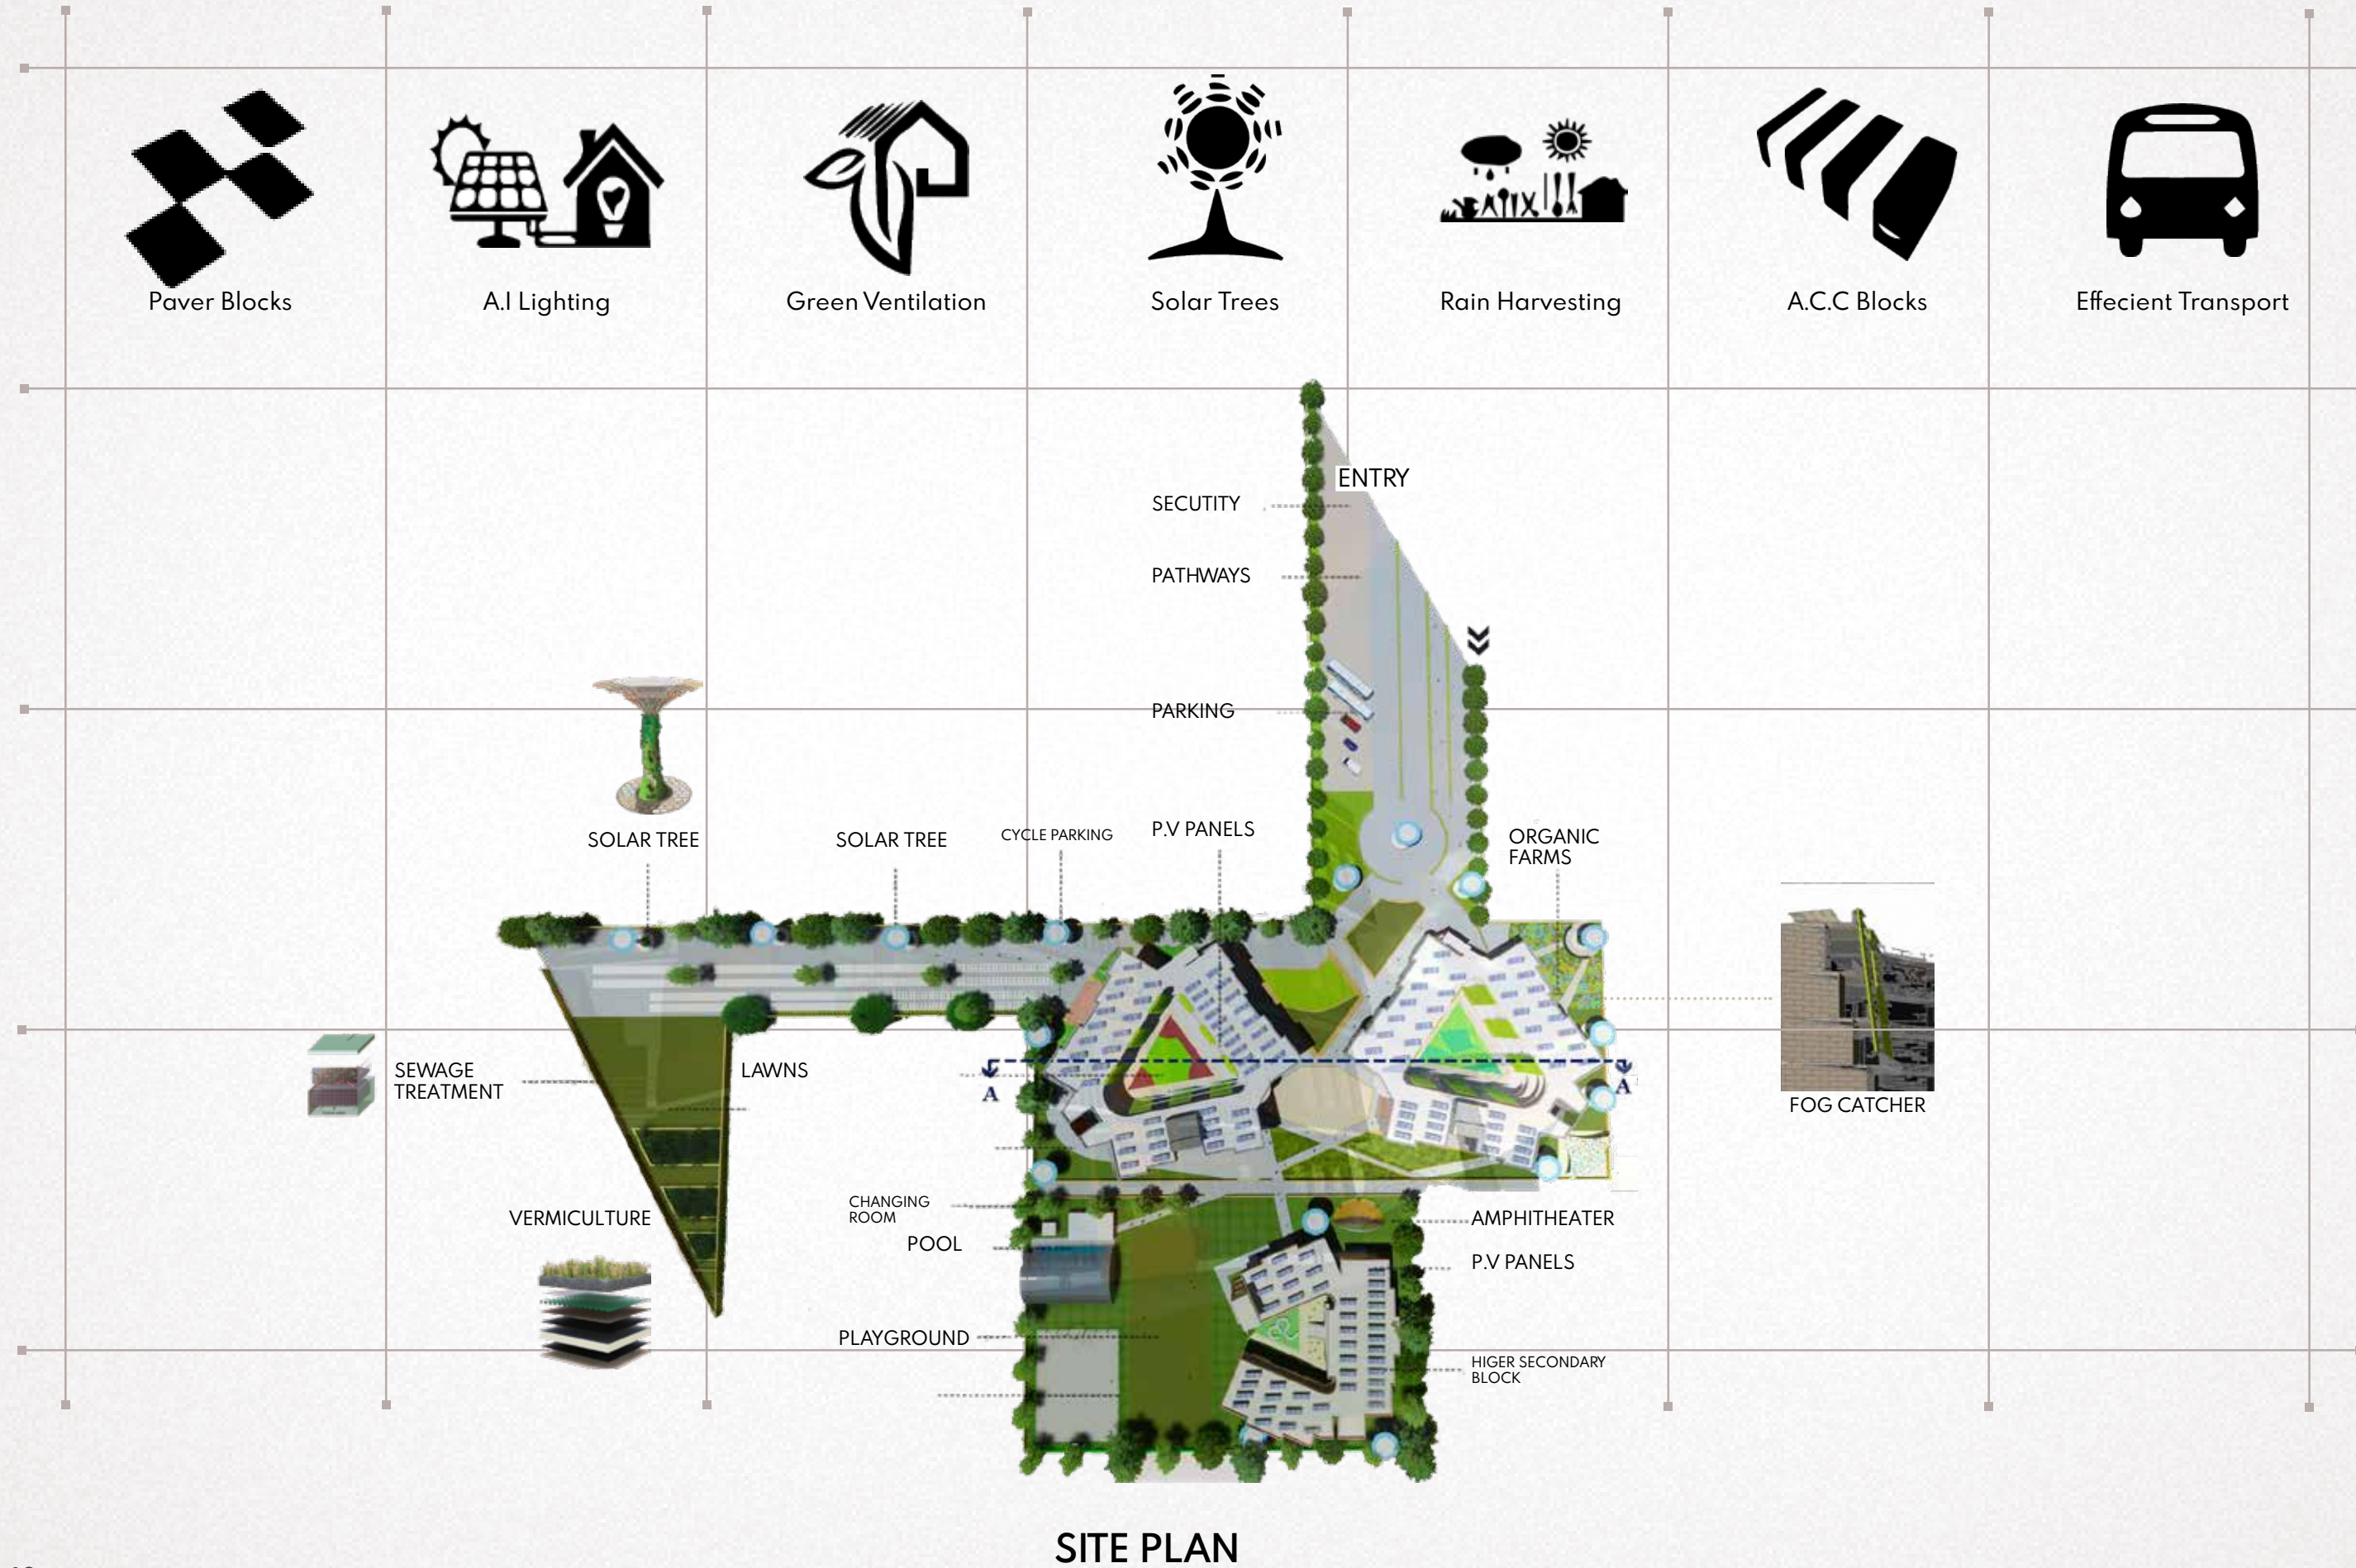 Paver Blocks
A.I Lighting
Green Ventilation
Solar Trees
Rain Harvesting
A.C.C Blocks
Effecient Transport
ENTRY
SECUTITY
PATHWAYS
PARKING
SOLAR TREE
SOLAR TREE
CYCLE PARKING
P.V PANELS
ORGANIC
FARMS
SEWAGE
TREATMENT
LAWNS
A
A
FOG CATCHER
VERMICULTURE
CHANGING
ROOM
POOL
AMPHITHEATER
P.V PANELS
PLAYGROUND
HIGER SECONDARY
BLOCK
SITE PLAN